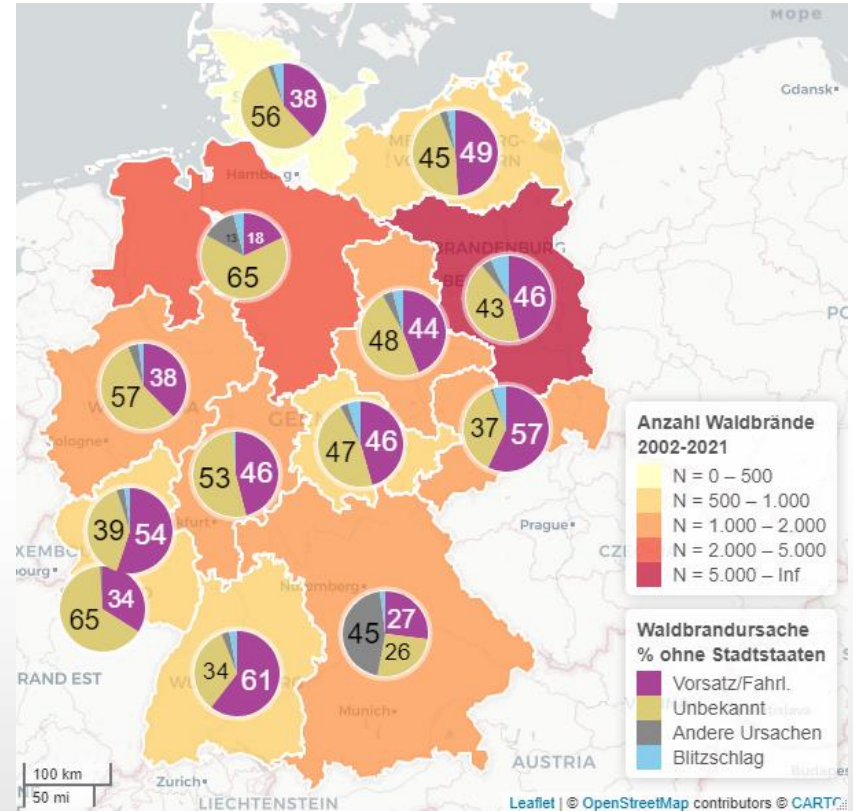 Mope
Gdansk
38
56
45
49
Hamburg
13
18
65
BRANDENBURG
46
43
44
48
38
57
46
47
57
37
46
53
54
39
34
65
61
34
27
45
26
Prague
Nuremberg
Munich
RAND EST
AUSTRIA
Zurich
LIECHTENSTEIN
Anzahl Waldbrände
2002-2021
N = 0 – 500
N = 500 – 1.000
N = 1.000 – 2.000
N = 2.000 – 5.000
N = 5.000 – Inf
Waldbrandursache
% ohne Stadtstaaten
Vorsatz/Fahrl.
Unbekannt
Andere Ursachen
Blitzschlag
100 km
50 mi
Leaflet | © OpenStreetMap contributors © CARTO